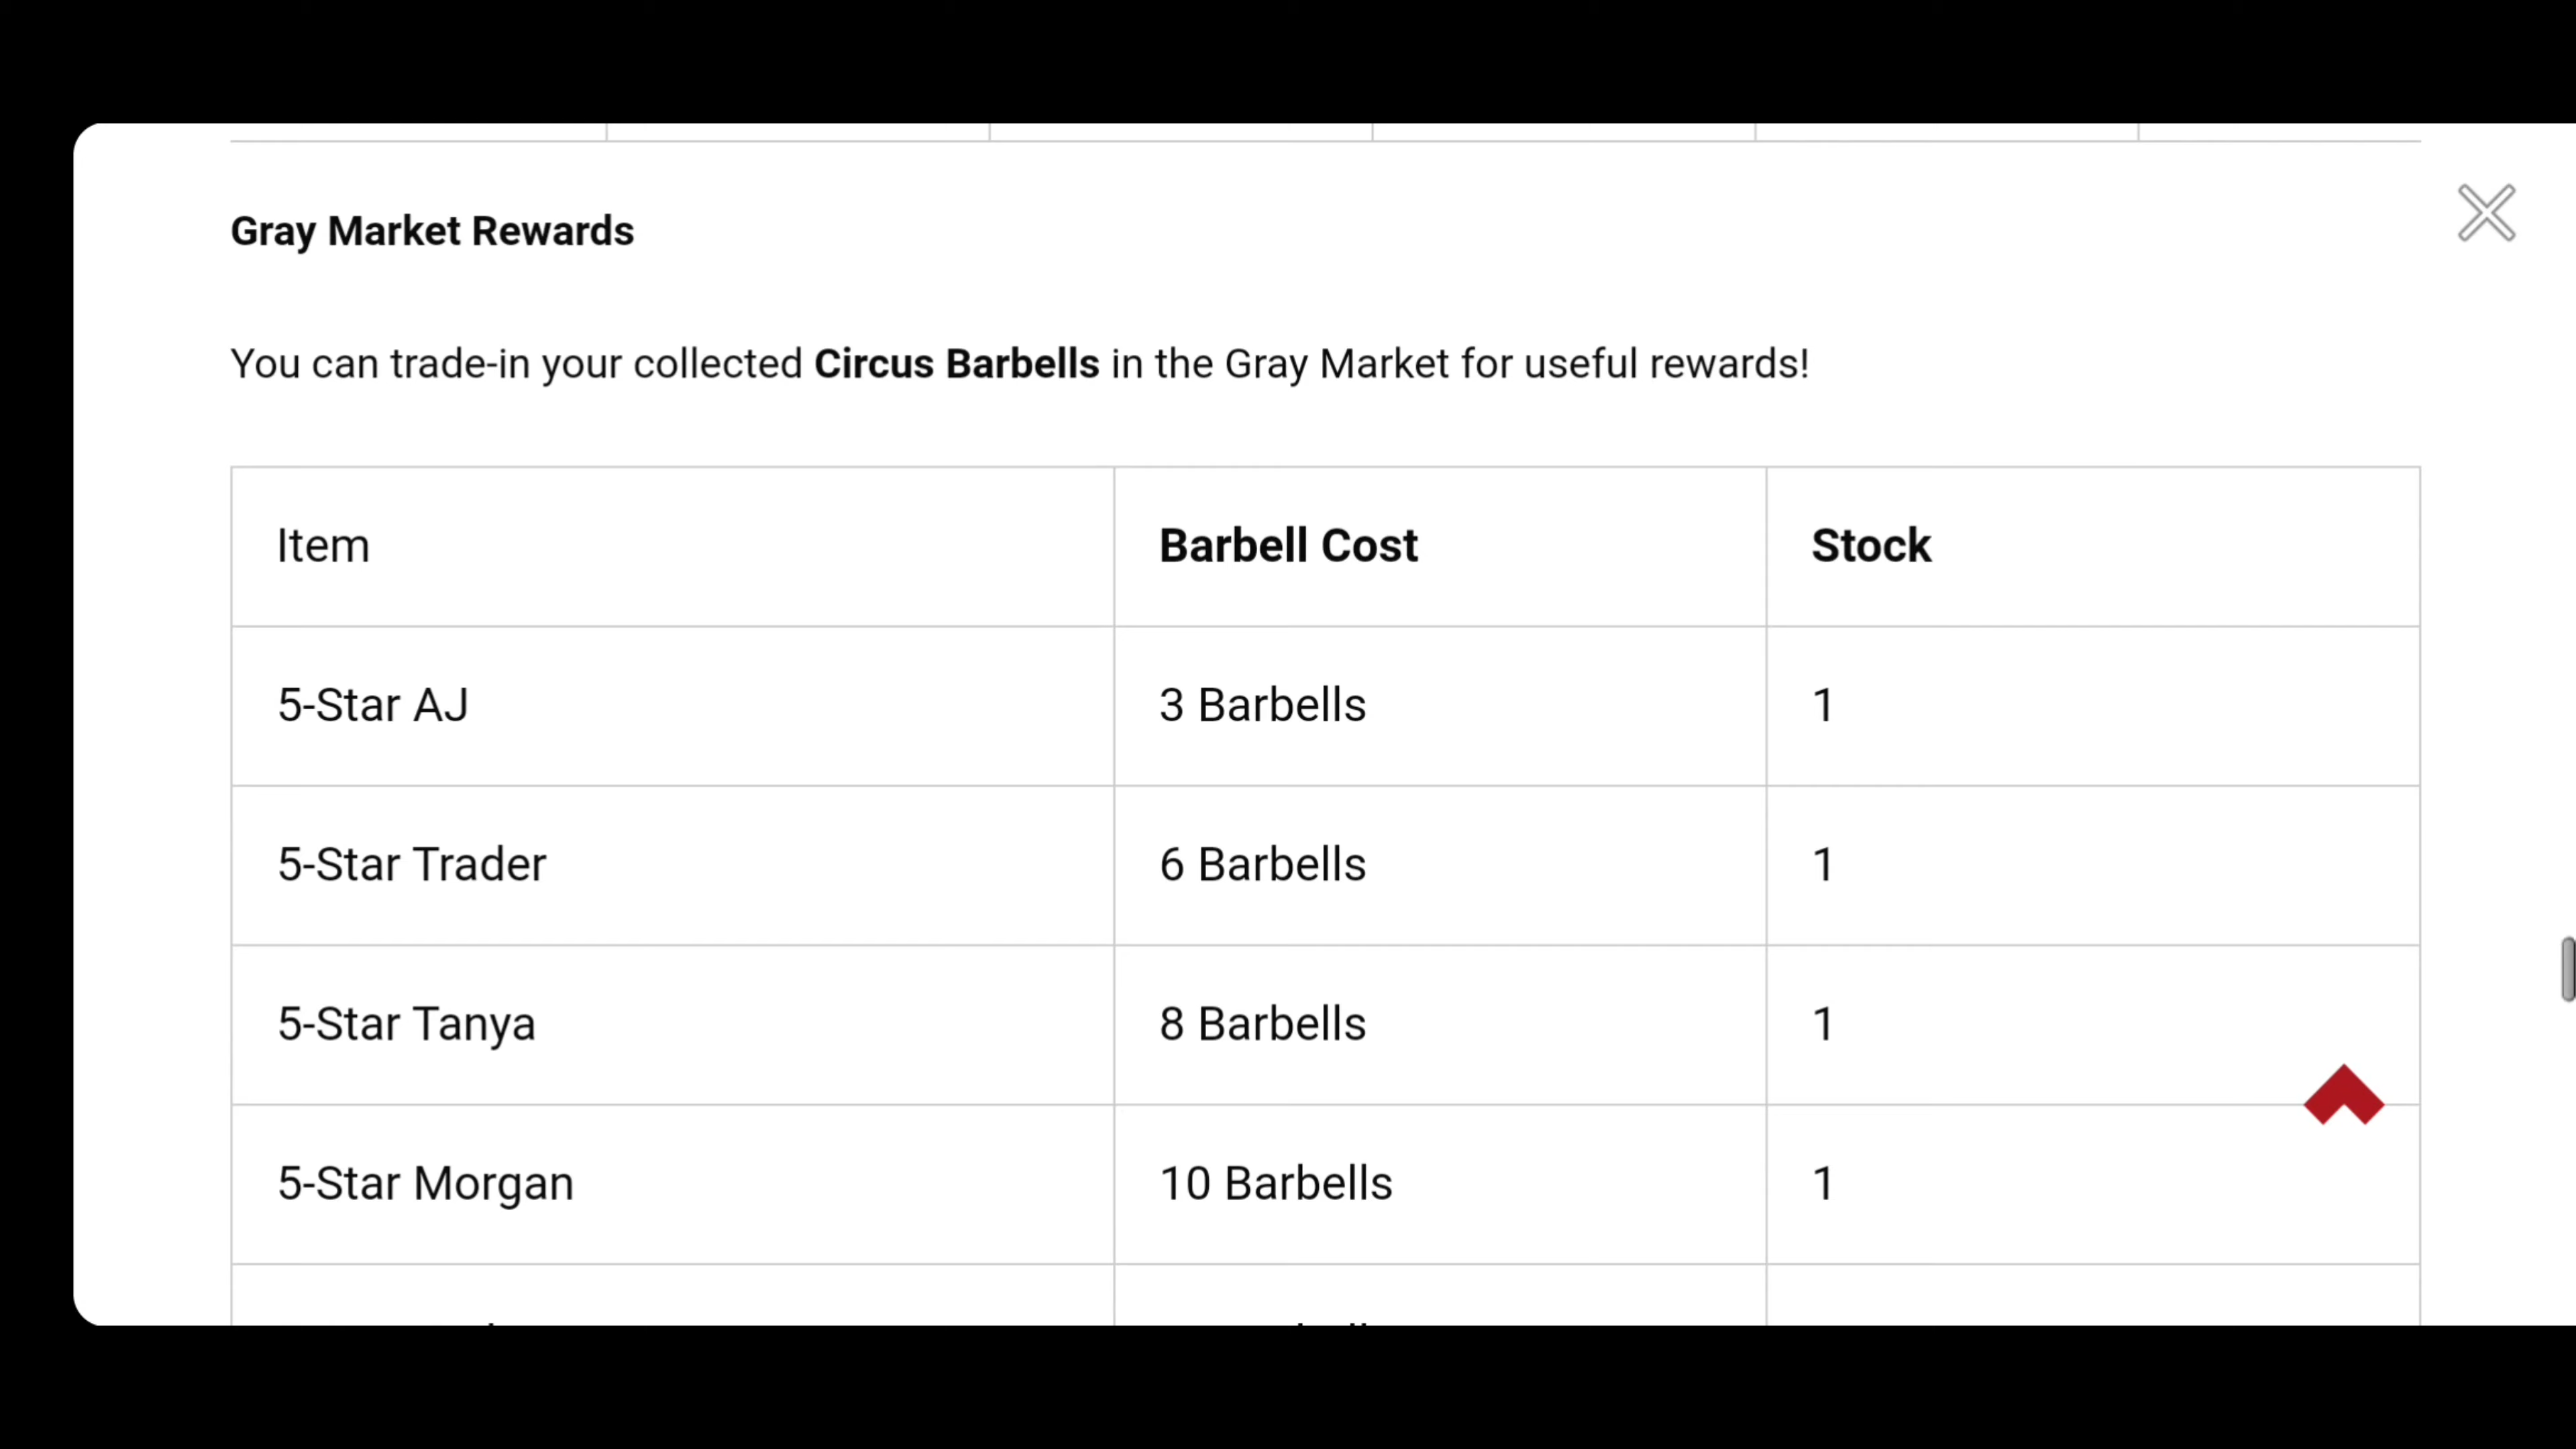 Gray Market Rewards
You can trade-in your collected Circus Barbells in the Gray Market for useful rewards!
Item Barbell Cost Stock
5-Star AJ 3 Barbells 1
5-Star Trader 6 Barbells 1
5-Star Tanya 8 Barbells 1
5-Star Morgan 10 Barbells 1